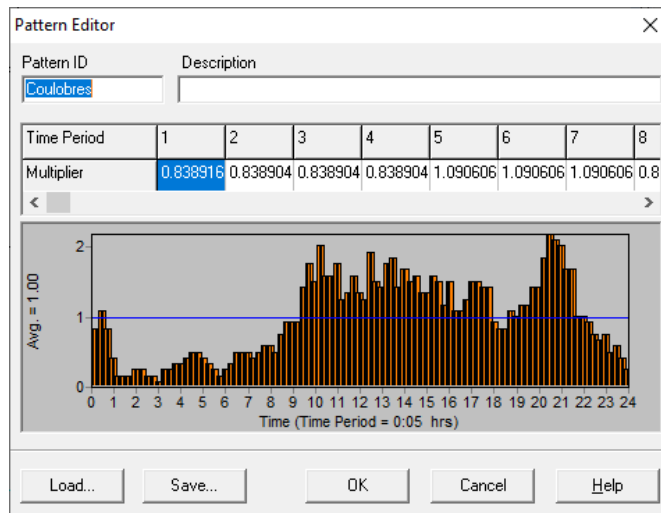 Pattern Editor
Pattern ID Description
Coulobres
Time Period 1 2 3 4 5 6 7 8
Multiplier 0.838916 0.838904 0.838904 0.838904 1.090606 1.090606 1.090606 0.8
Avg. = 1.00
2
1
0
0 1 2 3 4 5 6 7 8 9 10 11 12 13 14 15 16 17 18 19 20 21 22 23 24
Time (Time Period = 0:05 hrs)
Load... Save... OK Cancel Help